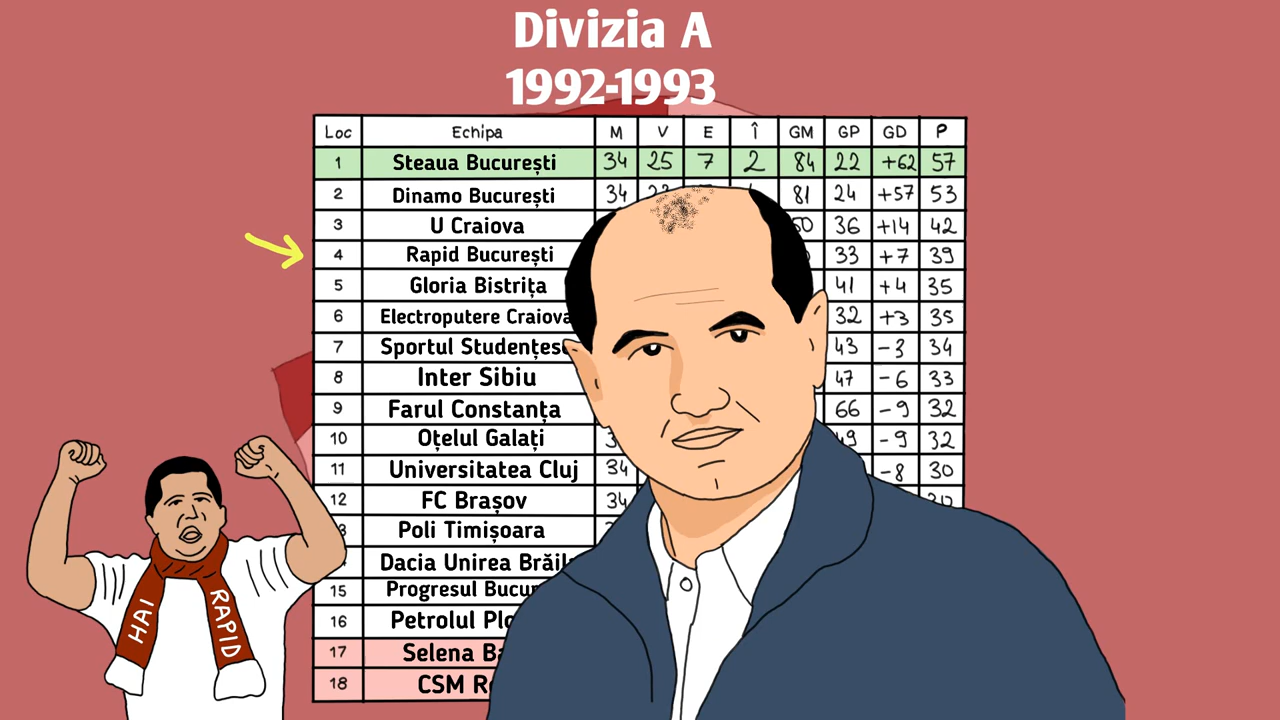 Divizia A
1992-1993
Loc Echipa M V E Î GM GP GD P
1 Steaua București 34 25 7 2 84 22 +62 57
2 Dinamo București 34 81 24 +57 53
3 U Craiova 36 +14 42
4 Rapid București 33 +7 39
5 Gloria Bistrița 41 +4 35
6 Electroputere Craiova 32 +3 35
7 Sportul 43 -3 34
8 Inter Sibiu 47 -6 33
9 Farul Constanța 66 -9 32
10 Oțelul Galați -9 32
11 Universitatea Cluj 34 -8 30
12 FC Brașov 34
Poli Timișoara
Dacia Unirea
15 Progresul
16 Petrolul
17 Selena
18 CSM
HAI RAPID